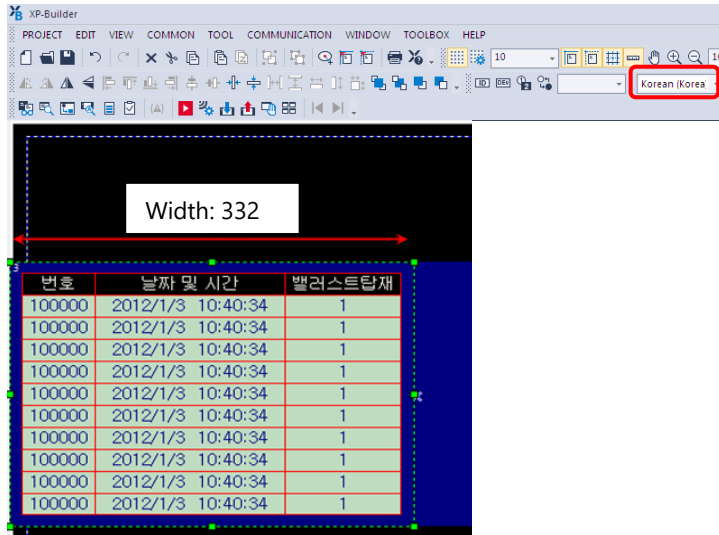 XP-Builder
PROJECT EDIT VIEW COMMON TOOL COMMUNICATION WINDOW TOOLBOX HELP
10
Korean (Korea
Width: 332
3
번호 날짜 및 시간 밸러스트탑재
100000 2012/1/3 10:40:34 1
100000 2012/1/3 10:40:34 1
100000 2012/1/3 10:40:34 1
100000 2012/1/3 10:40:34 1
100000 2012/1/3 10:40:34 1
100000 2012/1/3 10:40:34 1
100000 2012/1/3 10:40:34 1
100000 2012/1/3 10:40:34 1
100000 2012/1/3 10:40:34 1
100000 2012/1/3 10:40:34 1